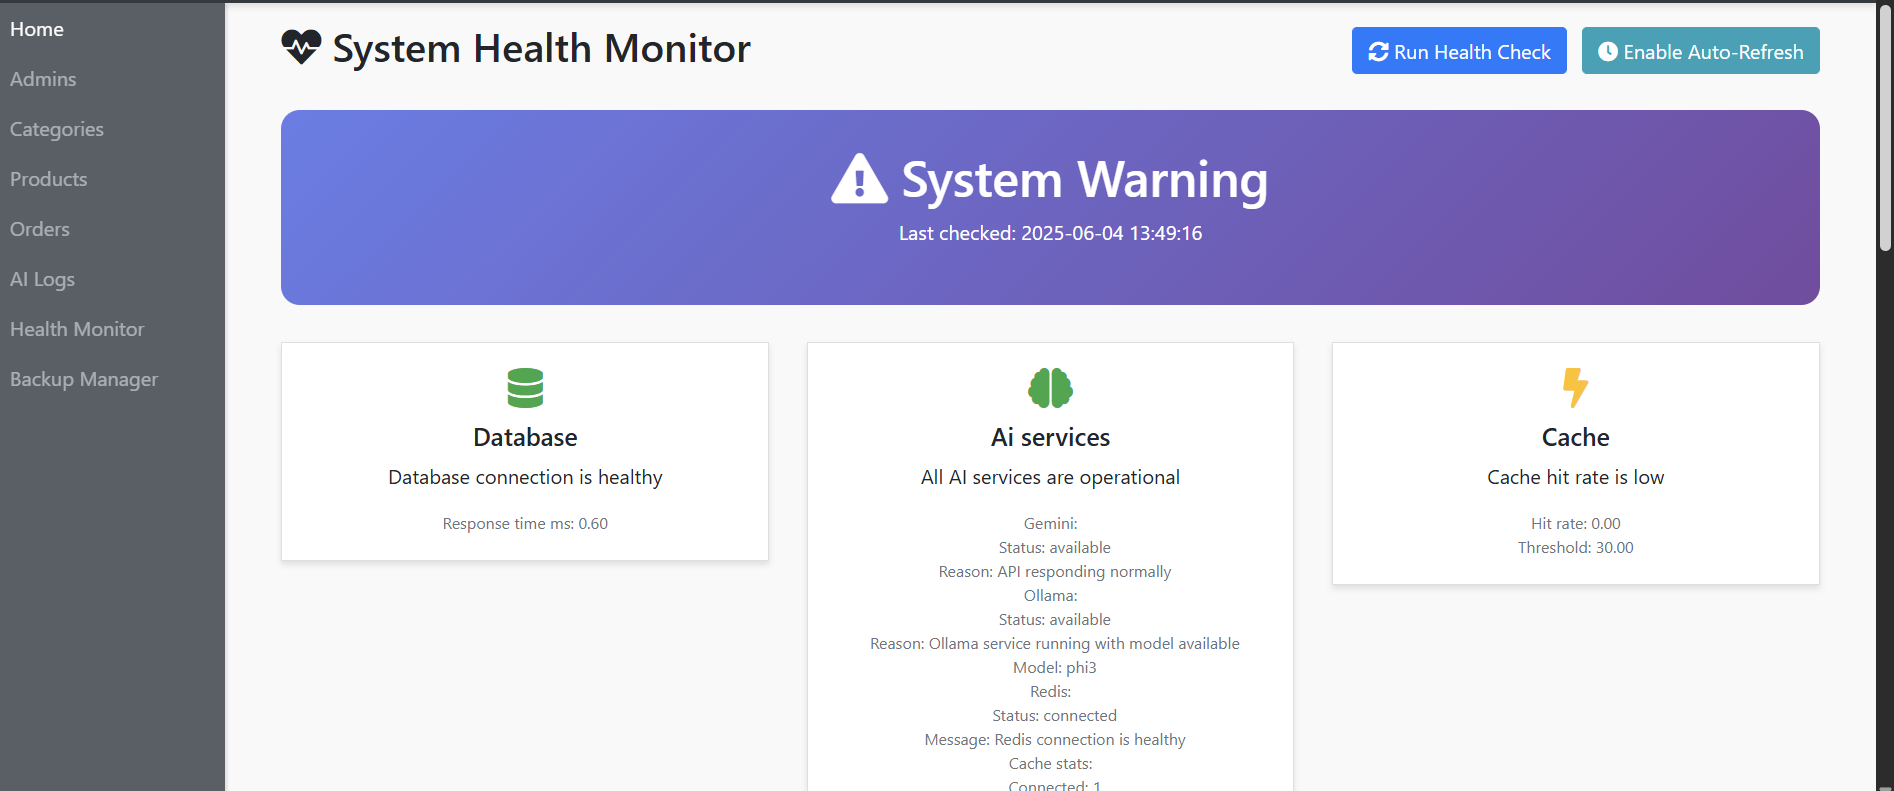 Home
Admins
Categories
Products
Orders
AI Logs
Health Monitor
Backup Manager
System Health Monitor
Run Health Check
Enable Auto-Refresh
System Warning
Last checked: 2025-06-04 13:49:16
Database
Database connection is healthy
Response time ms: 0.60
Ai services
All AI services are operational
Gemini:
Status: available
Reason: API responding normally
Ollama:
Status: available
Reason: Ollama service running with model available
Model: phi3
Redis:
Status: connected
Message: Redis connection is healthy
Cache stats:
Connected: 1
Cache
Cache hit rate is low
Hit rate: 0.00
Threshold: 30.00